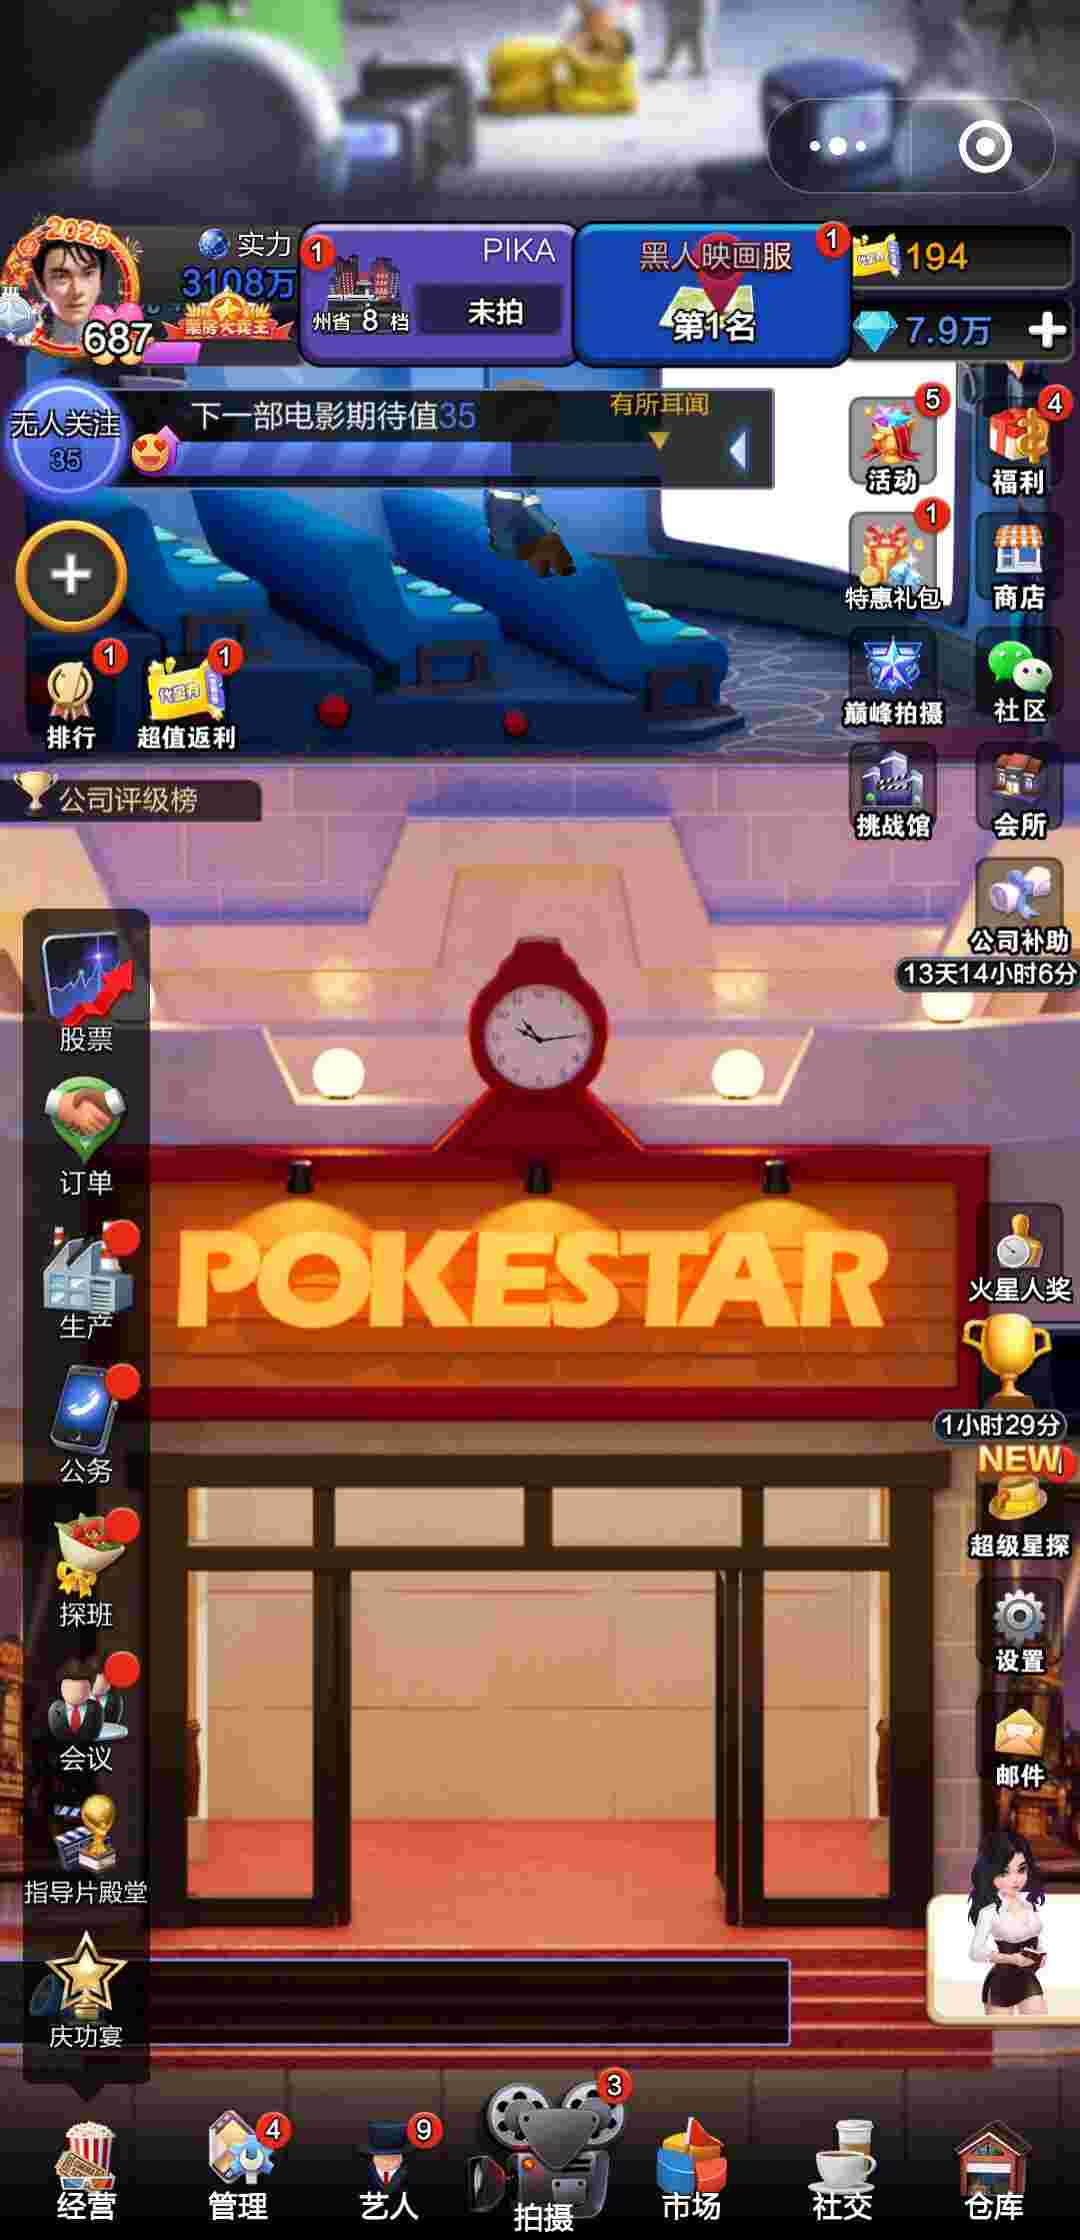 2025
实力
3108万
票房大胃王
687
1
PIKA
州省 8 档
未拍
黑人映画服
1
第1名
194
7.9万
无人关注
35
下一部电影期待值35
有所耳闻
5
活动
4
福利
1
特惠礼包
商店
1
排行
1
超值返利
巅峰拍摄
社区
公司评级榜
挑战馆
会所
公司补助
13天14小时6分
股票
订单
生产
公务
探班
会议
指导片殿堂
庆功宴
POKESTAR
火星人奖
1小时29分
NEW
超级星探
设置
邮件
经营
4
管理
9
艺人
3
拍摄
市场
社交
仓库